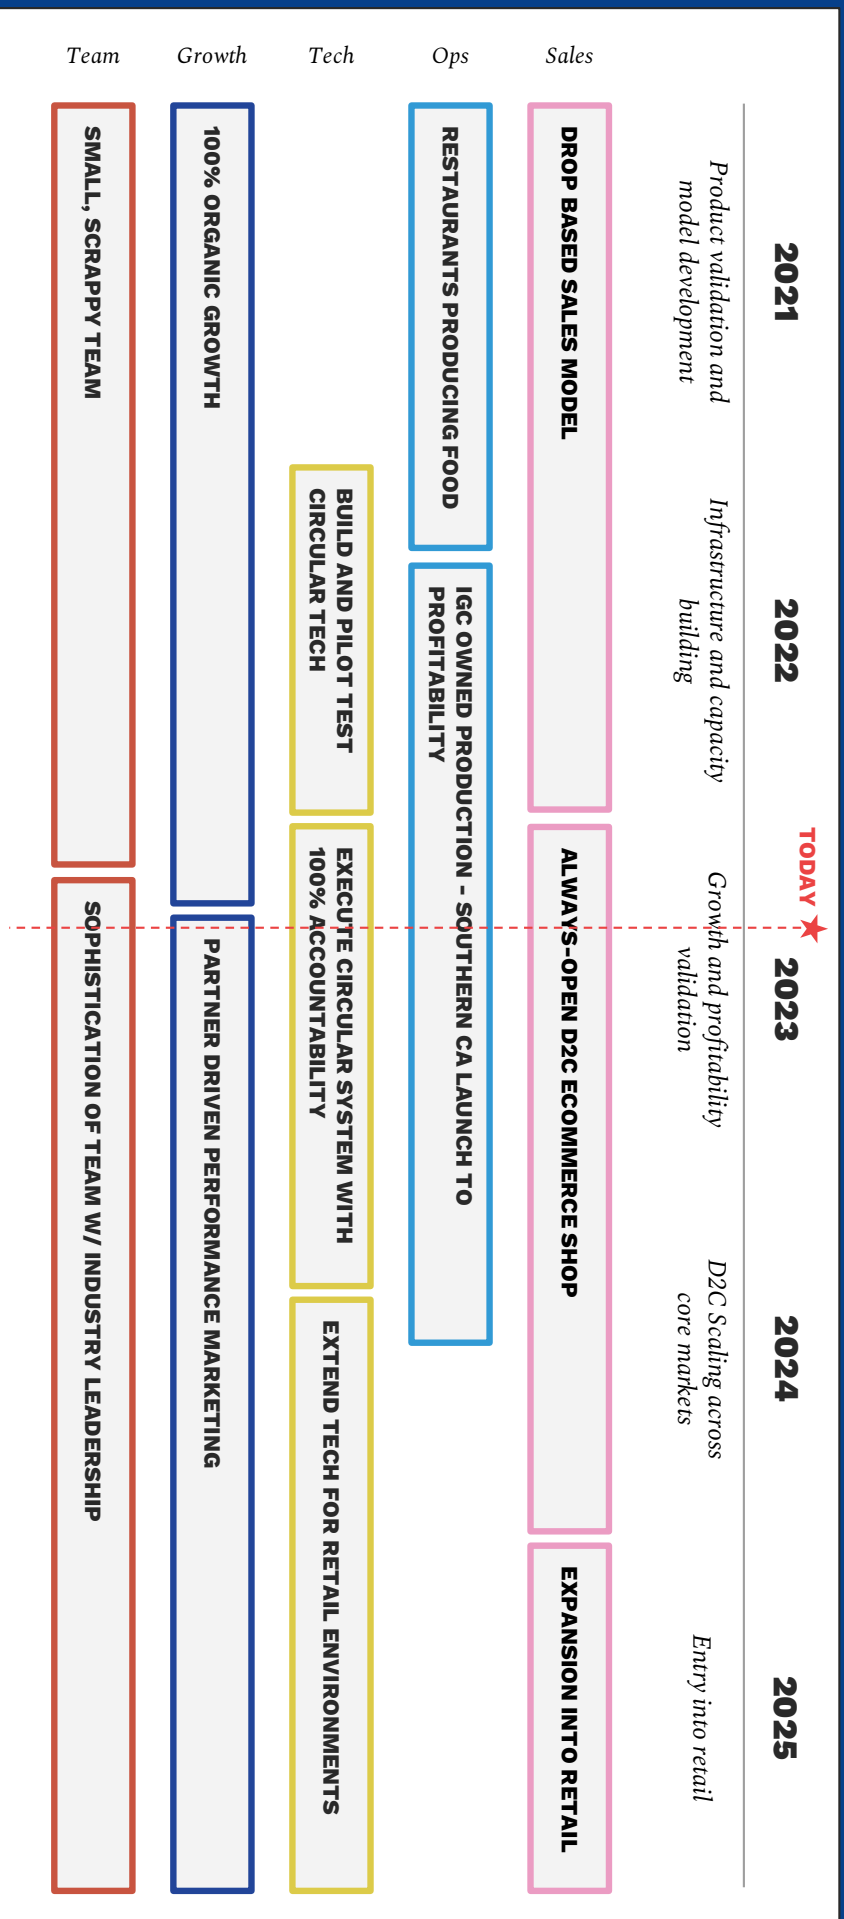 TODAY
2021
2022
2023
2024
2025
Product validation and
model development
Infrastructure and capacity
building
Growth and profitability
validation
D2C Scaling across
core markets
Entry into retail
Sales
DROP BASED SALES MODEL
ALWAYS-OPEN D2C ECOMMERCE SHOP
EXPANSION INTO RETAIL
Ops
RESTAURANTS PRODUCING FOOD
IGC OWNED PRODUCTION - SOUTHERN CA LAUNCH TO
PROFITABILITY
Tech
BUILD AND PILOT TEST
CIRCULAR TECH
EXECUTE CIRCULAR SYSTEM WITH
100% ACCOUNTABILITY
EXTEND TECH FOR RETAIL ENVIRONMENTS
Growth
100% ORGANIC GROWTH
PARTNER DRIVEN PERFORMANCE MARKETING
Team
SMALL, SCRAPPY TEAM
SOPHISTICATION OF TEAM W/ INDUSTRY LEADERSHIP